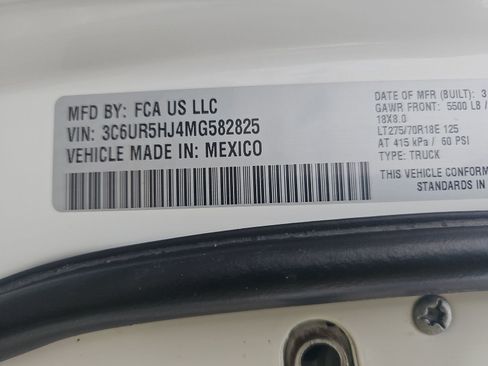 MFD BY: FCA US LLC
VIN: 3C6UR5HJ4MG582825
VEHICLE MADE IN: MEXICO
DATE OF MFR (BUILT): 3
GAWR FRONT: 5500 LB /
18X8.0
LT275/70R18E 125
AT 415 kPa / 60 PSI
TYPE: TRUCK
THIS VEHICLE CONFORM
STANDARDS IN